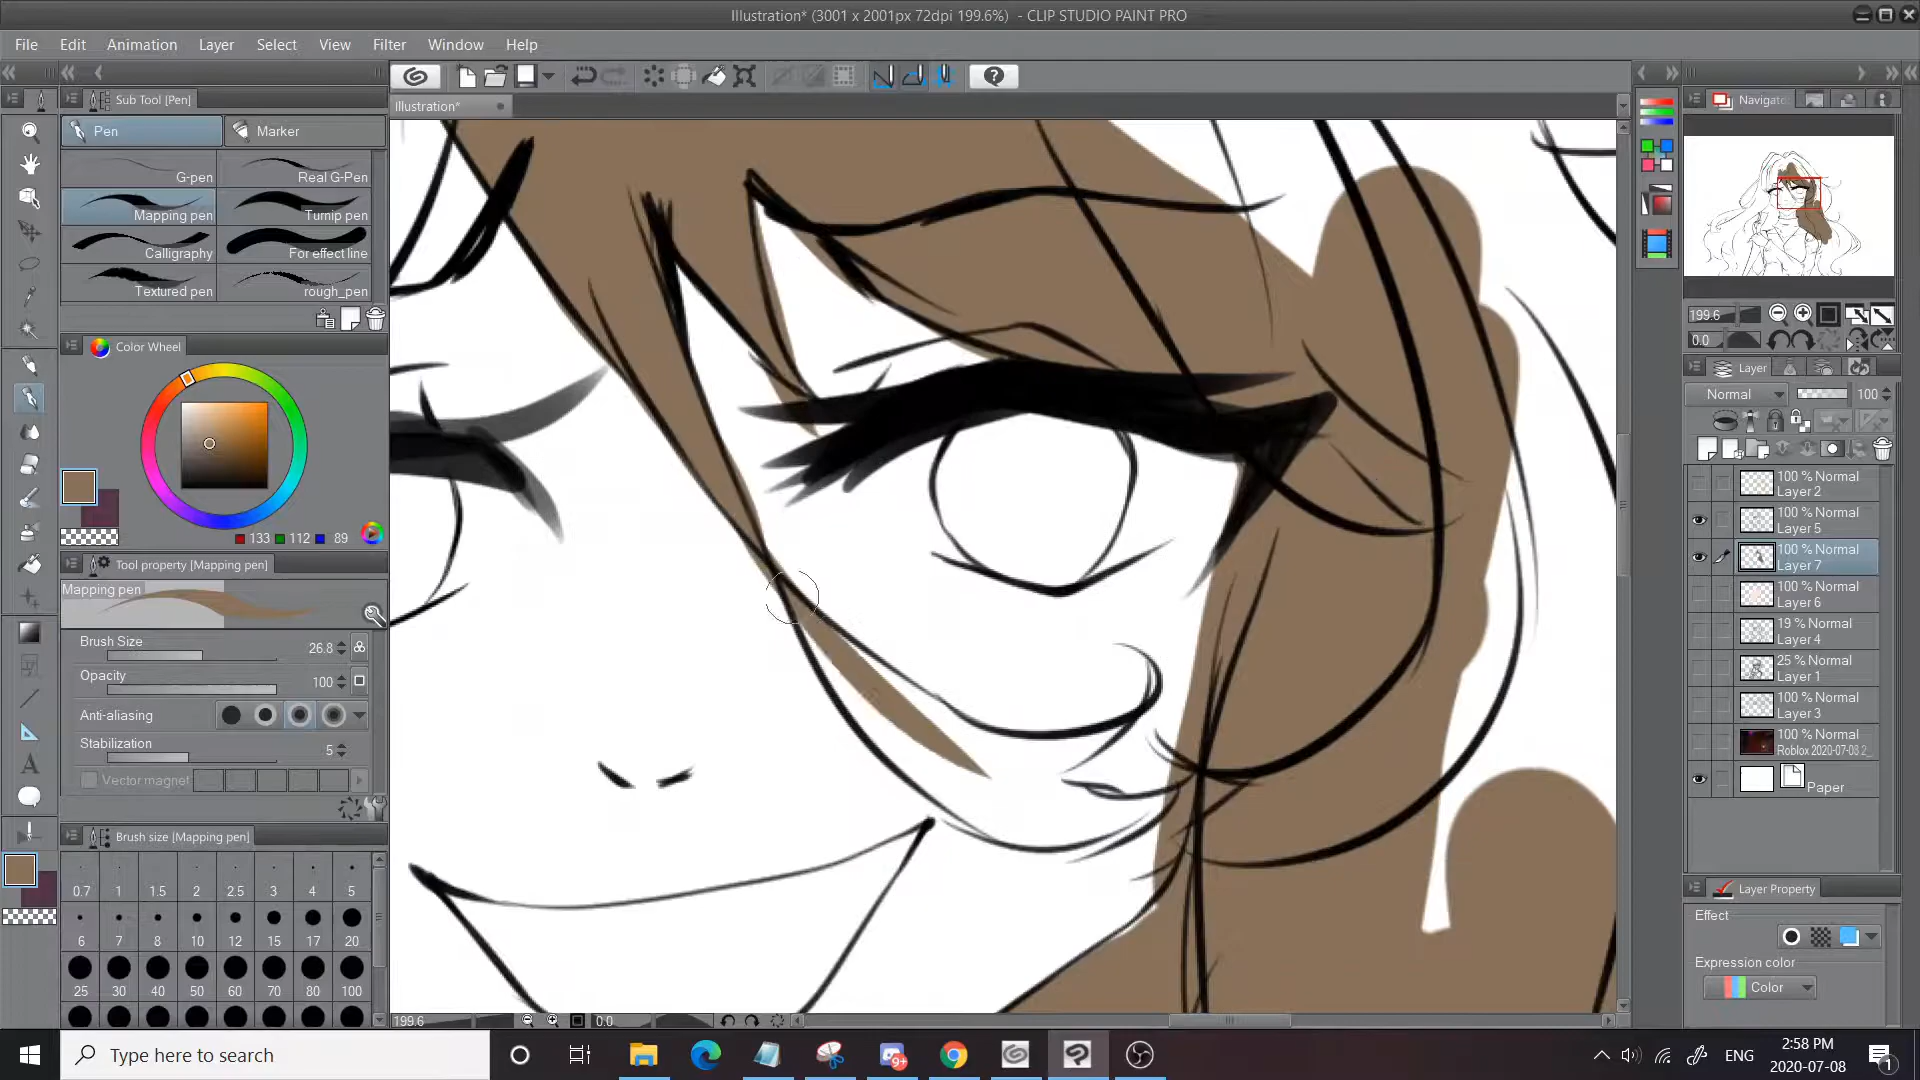 Illustration* (3001 x 2001px 72dpi 199.6%) - CLIP STUDIO PAINT PRO
File Edit Animation Layer Select View Filter Window Help
Sub Tool [Pen]
Illustration*
Navigator
Pen Marker
G-pen Real G-Pen
Mapping pen Turnip pen
Calligraphy For effect line
Textured pen rough_pen
199.6
0.0
Color Wheel
Layer
Normal 100
133 112 89
100 % Normal
Layer 2
100 % Normal
Layer 5
100 % Normal
Layer 7
100 % Normal
Layer 6
19 % Normal
Layer 4
25 % Normal
Layer 1
100 % Normal
Layer 3
100 % Normal
Roblox 2020-07-08 2_
Paper
Tool property [Mapping pen]
Mapping pen
Brush Size 26.8
Opacity 100
Anti-aliasing
Stabilization 5
Vector magnet
Brush size [Mapping pen]
0.7 1 1.5 2 2.5 3 4 5
6 7 8 10 12 15 17 20
25 30 40 50 60 70 80 100
Layer Property
Effect
Expression color
Color
199.6 0.0
Type here to search
9+
ENG
2:58 PM
2020-07-08
1